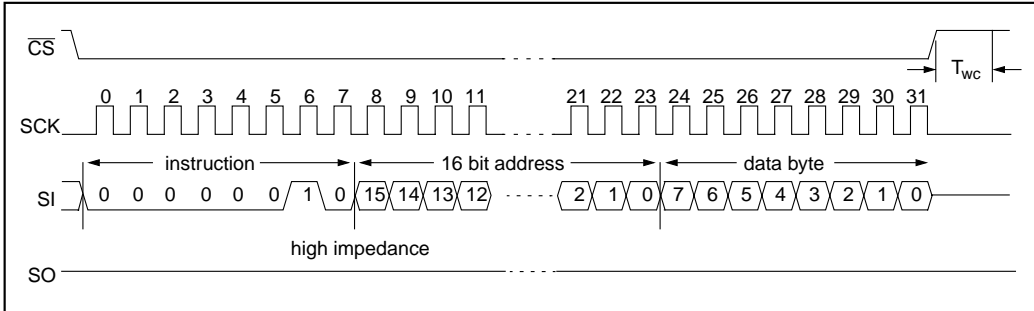 CS
Twc
0 1 2 3 4 5 6 7 8 9 10 11 21 22 23 24 25 26 27 28 29 30 31
SCK
instruction 16 bit address data byte
SI 0 0 0 0 0 0 1 0 15 14 13 12 2 1 0 7 6 5 4 3 2 1 0
high impedance
SO